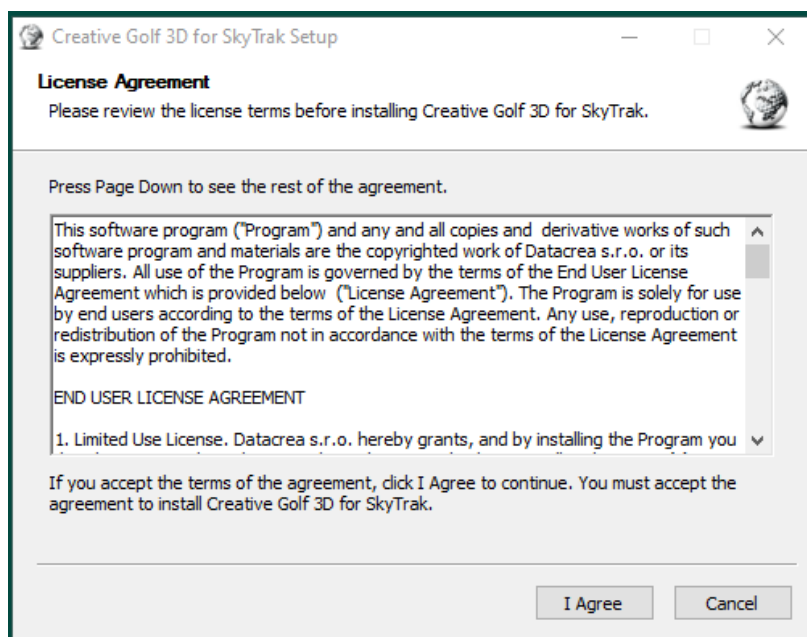 Creative Golf 3D for SkyTrak Setup
License Agreement
Please review the license terms before installing Creative Golf 3D for SkyTrak.
Press Page Down to see the rest of the agreement.
This software program ("Program") and any and all copies and  derivative works of such
software program and materials are the copyrighted work of Datacrea s.r.o. or its
suppliers. All use of the Program is governed by the terms of the End User License
Agreement which is provided below  ("License Agreement"). The Program is solely for use
by end users according to the terms of the License Agreement. Any use, reproduction or
redistribution of the Program not in accordance with the terms of the License Agreement
is expressly prohibited.
END USER LICENSE AGREEMENT
1. Limited Use License. Datacrea s.r.o. hereby grants, and by installing the Program you
If you accept the terms of the agreement, click I Agree to continue. You must accept the
agreement to install Creative Golf 3D for SkyTrak.
I Agree
Cancel